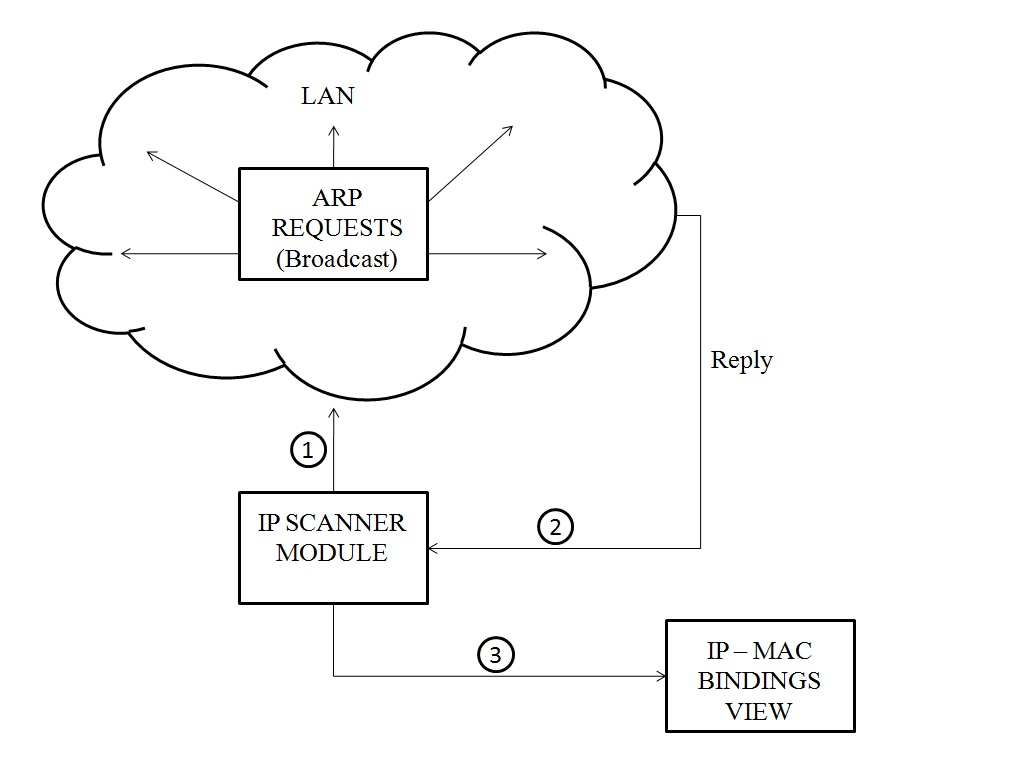 LAN
ARP
REQUESTS
(Broadcast)
Reply
1
IP SCANNER
MODULE
2
3
IP – MAC
BINDINGS
VIEW